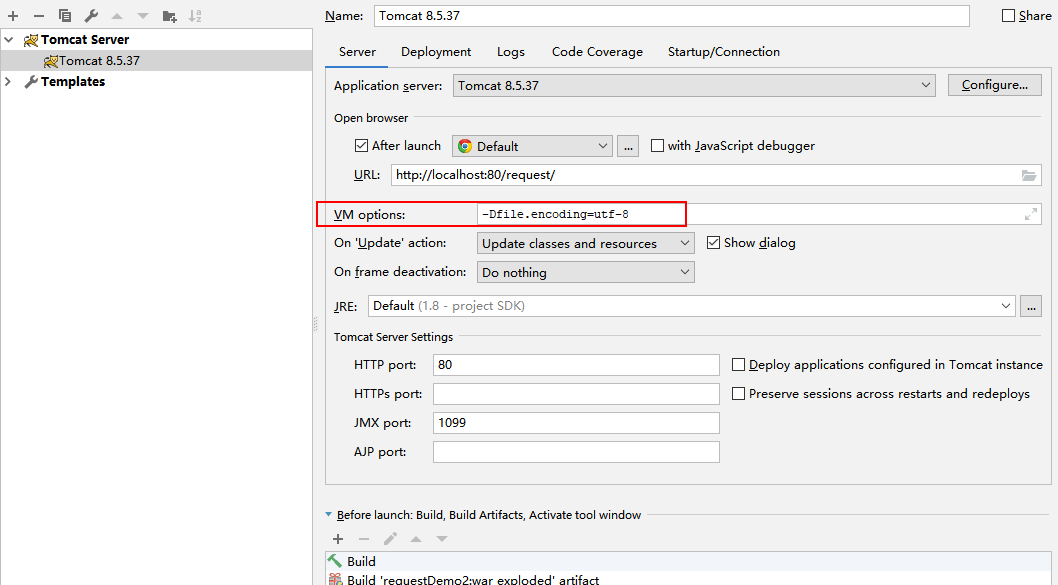 Name: Tomcat 8.5.37
Share
Tomcat Server
Tomcat 8.5.37
Templates
Server Deployment Logs Code Coverage Startup/Connection
Application server: Tomcat 8.5.37 Configure...
Open browser
After launch Default ... with JavaScript debugger
URL: http://localhost:80/request/
VM options: -Dfile.encoding=utf-8
On 'Update' action: Update classes and resources Show dialog
On frame deactivation: Do nothing
JRE: Default (1.8 - project SDK) ...
Tomcat Server Settings
HTTP port: 80 Deploy applications configured in Tomcat instance
HTTPs port: Preserve sessions across restarts and redeploys
JMX port: 1099
AJP port:
Before launch: Build, Build Artifacts, Activate tool window
Build
Build 'requestDemo2:war exploded' artifact